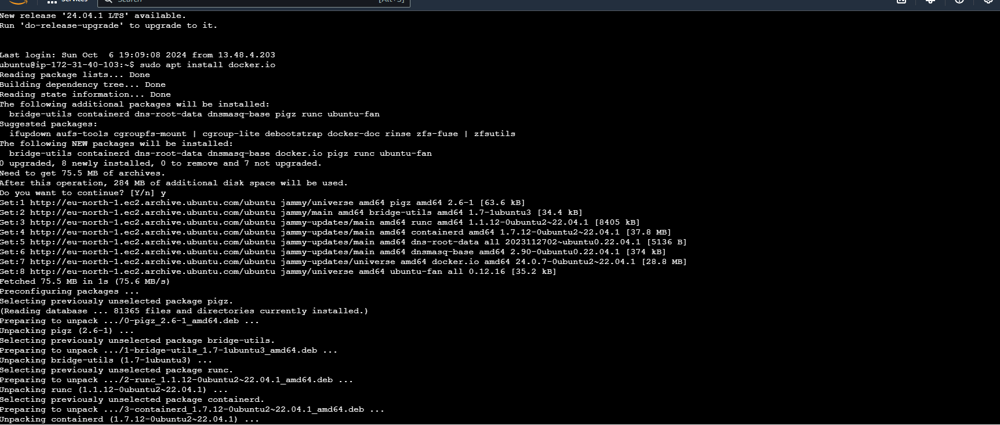 Services
Search
[Alt+S]
New release '24.04.1 LTS' available.
Run 'do-release-upgrade' to upgrade to it.
Last login: Sun Oct  6 19:09:08 2024 from 13.48.4.203
ubuntu@ip-172-31-40-103:~$ sudo apt install docker.io
Reading package lists... Done
Building dependency tree... Done
Reading state information... Done
The following additional packages will be installed:
  bridge-utils containerd dns-root-data dnsmasq-base pigz runc ubuntu-fan
Suggested packages:
  ifupdown aufs-tools cgroupfs-mount | cgroup-lite debootstrap docker-doc rinse zfs-fuse | zfsutils
The following NEW packages will be installed:
  bridge-utils containerd dns-root-data dnsmasq-base docker.io pigz runc ubuntu-fan
0 upgraded, 8 newly installed, 0 to remove and 7 not upgraded.
Need to get 75.5 MB of archives.
After this operation, 284 MB of additional disk space will be used.
Do you want to continue? [Y/n] y
Get:1 http://eu-north-1.ec2.archive.ubuntu.com/ubuntu jammy/universe amd64 pigz amd64 2.6-1 [63.6 kB]
Get:2 http://eu-north-1.ec2.archive.ubuntu.com/ubuntu jammy/main amd64 bridge-utils amd64 1.7-1ubuntu3 [34.4 kB]
Get:3 http://eu-north-1.ec2.archive.ubuntu.com/ubuntu jammy-updates/main amd64 runc amd64 1.1.12-0ubuntu2~22.04.1 [8405 kB]
Get:4 http://eu-north-1.ec2.archive.ubuntu.com/ubuntu jammy-updates/main amd64 containerd amd64 1.7.12-0ubuntu2~22.04.1 [37.8 MB]
Get:5 http://eu-north-1.ec2.archive.ubuntu.com/ubuntu jammy-updates/main amd64 dns-root-data all 2023112702~ubuntu0.22.04.1 [5136 B]
Get:6 http://eu-north-1.ec2.archive.ubuntu.com/ubuntu jammy-updates/main amd64 dnsmasq-base amd64 2.90-0ubuntu0.22.04.1 [374 kB]
Get:7 http://eu-north-1.ec2.archive.ubuntu.com/ubuntu jammy-updates/universe amd64 docker.io amd64 24.0.7-0ubuntu2~22.04.1 [28.8 MB]
Get:8 http://eu-north-1.ec2.archive.ubuntu.com/ubuntu jammy/universe amd64 ubuntu-fan all 0.12.16 [35.2 kB]
Fetched 75.5 MB in 1s (75.6 MB/s)
Preconfiguring packages ...
Selecting previously unselected package pigz.
(Reading database ... 81365 files and directories currently installed.)
Preparing to unpack .../0-pigz_2.6-1_amd64.deb ...
Unpacking pigz (2.6-1) ...
Selecting previously unselected package bridge-utils.
Preparing to unpack .../1-bridge-utils_1.7-1ubuntu3_amd64.deb ...
Unpacking bridge-utils (1.7-1ubuntu3) ...
Selecting previously unselected package runc.
Preparing to unpack .../2-runc_1.1.12-0ubuntu2~22.04.1_amd64.deb ...
Unpacking runc (1.1.12-0ubuntu2~22.04.1) ...
Selecting previously unselected package containerd.
Preparing to unpack .../3-containerd_1.7.12-0ubuntu2~22.04.1_amd64.deb ...
Unpacking containerd (1.7.12-0ubuntu2~22.04.1) ...